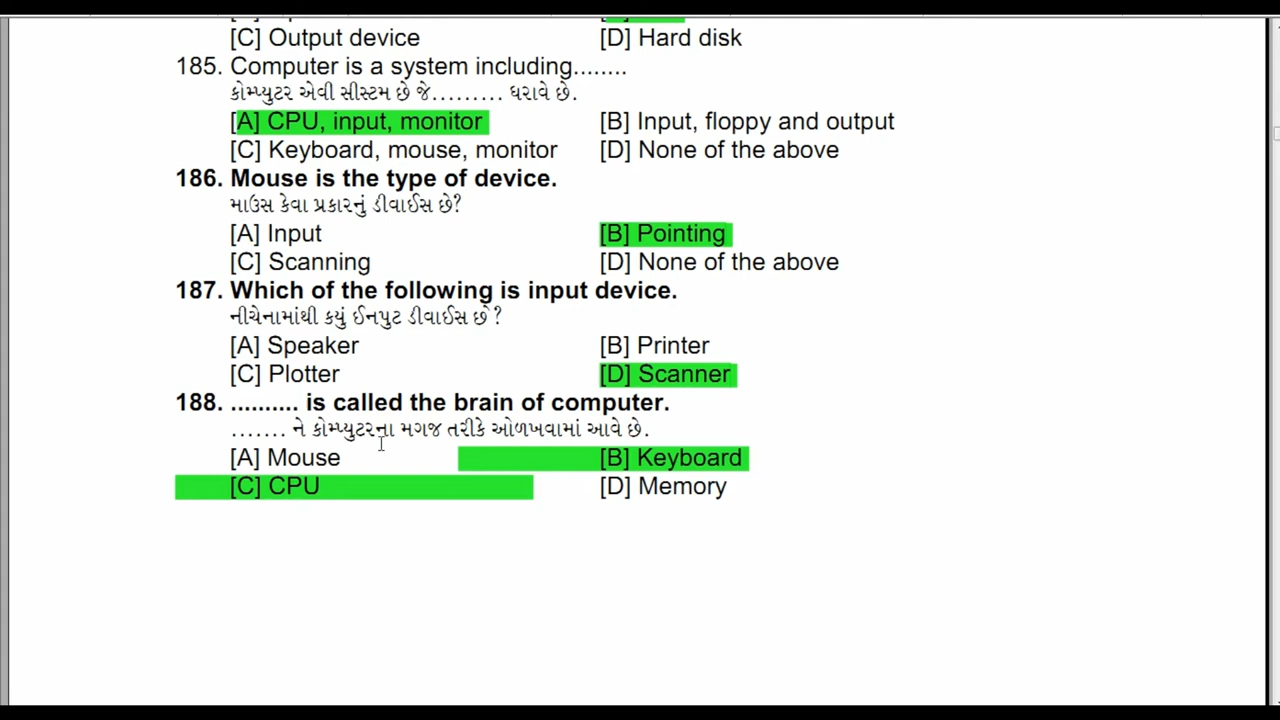 [C] Output device [D] Hard disk
185. Computer is a system including........
કોમ્પ્યુટર એવી સીસ્ટમ છે જે......... ધરાવે છે.
[A] CPU, input, monitor [B] Input, floppy and output
[C] Keyboard, mouse, monitor [D] None of the above
186. Mouse is the type of device.
માઉસ કેવા પ્રકારનું ડીવાઈસ છે?
[A] Input [B] Pointing
[C] Scanning [D] None of the above
187. Which of the following is input device.
નીચેનામાંથી કયું ઈનપુટ ડીવાઈસ છે ?
[A] Speaker [B] Printer
[C] Plotter [D] Scanner
188. .......... is called the brain of computer.
....... ને કોમ્પ્યુટરના મગજ તરીકે ઓળખવામાં આવે છે.
[A] Mouse [B] Keyboard
[C] CPU [D] Memory